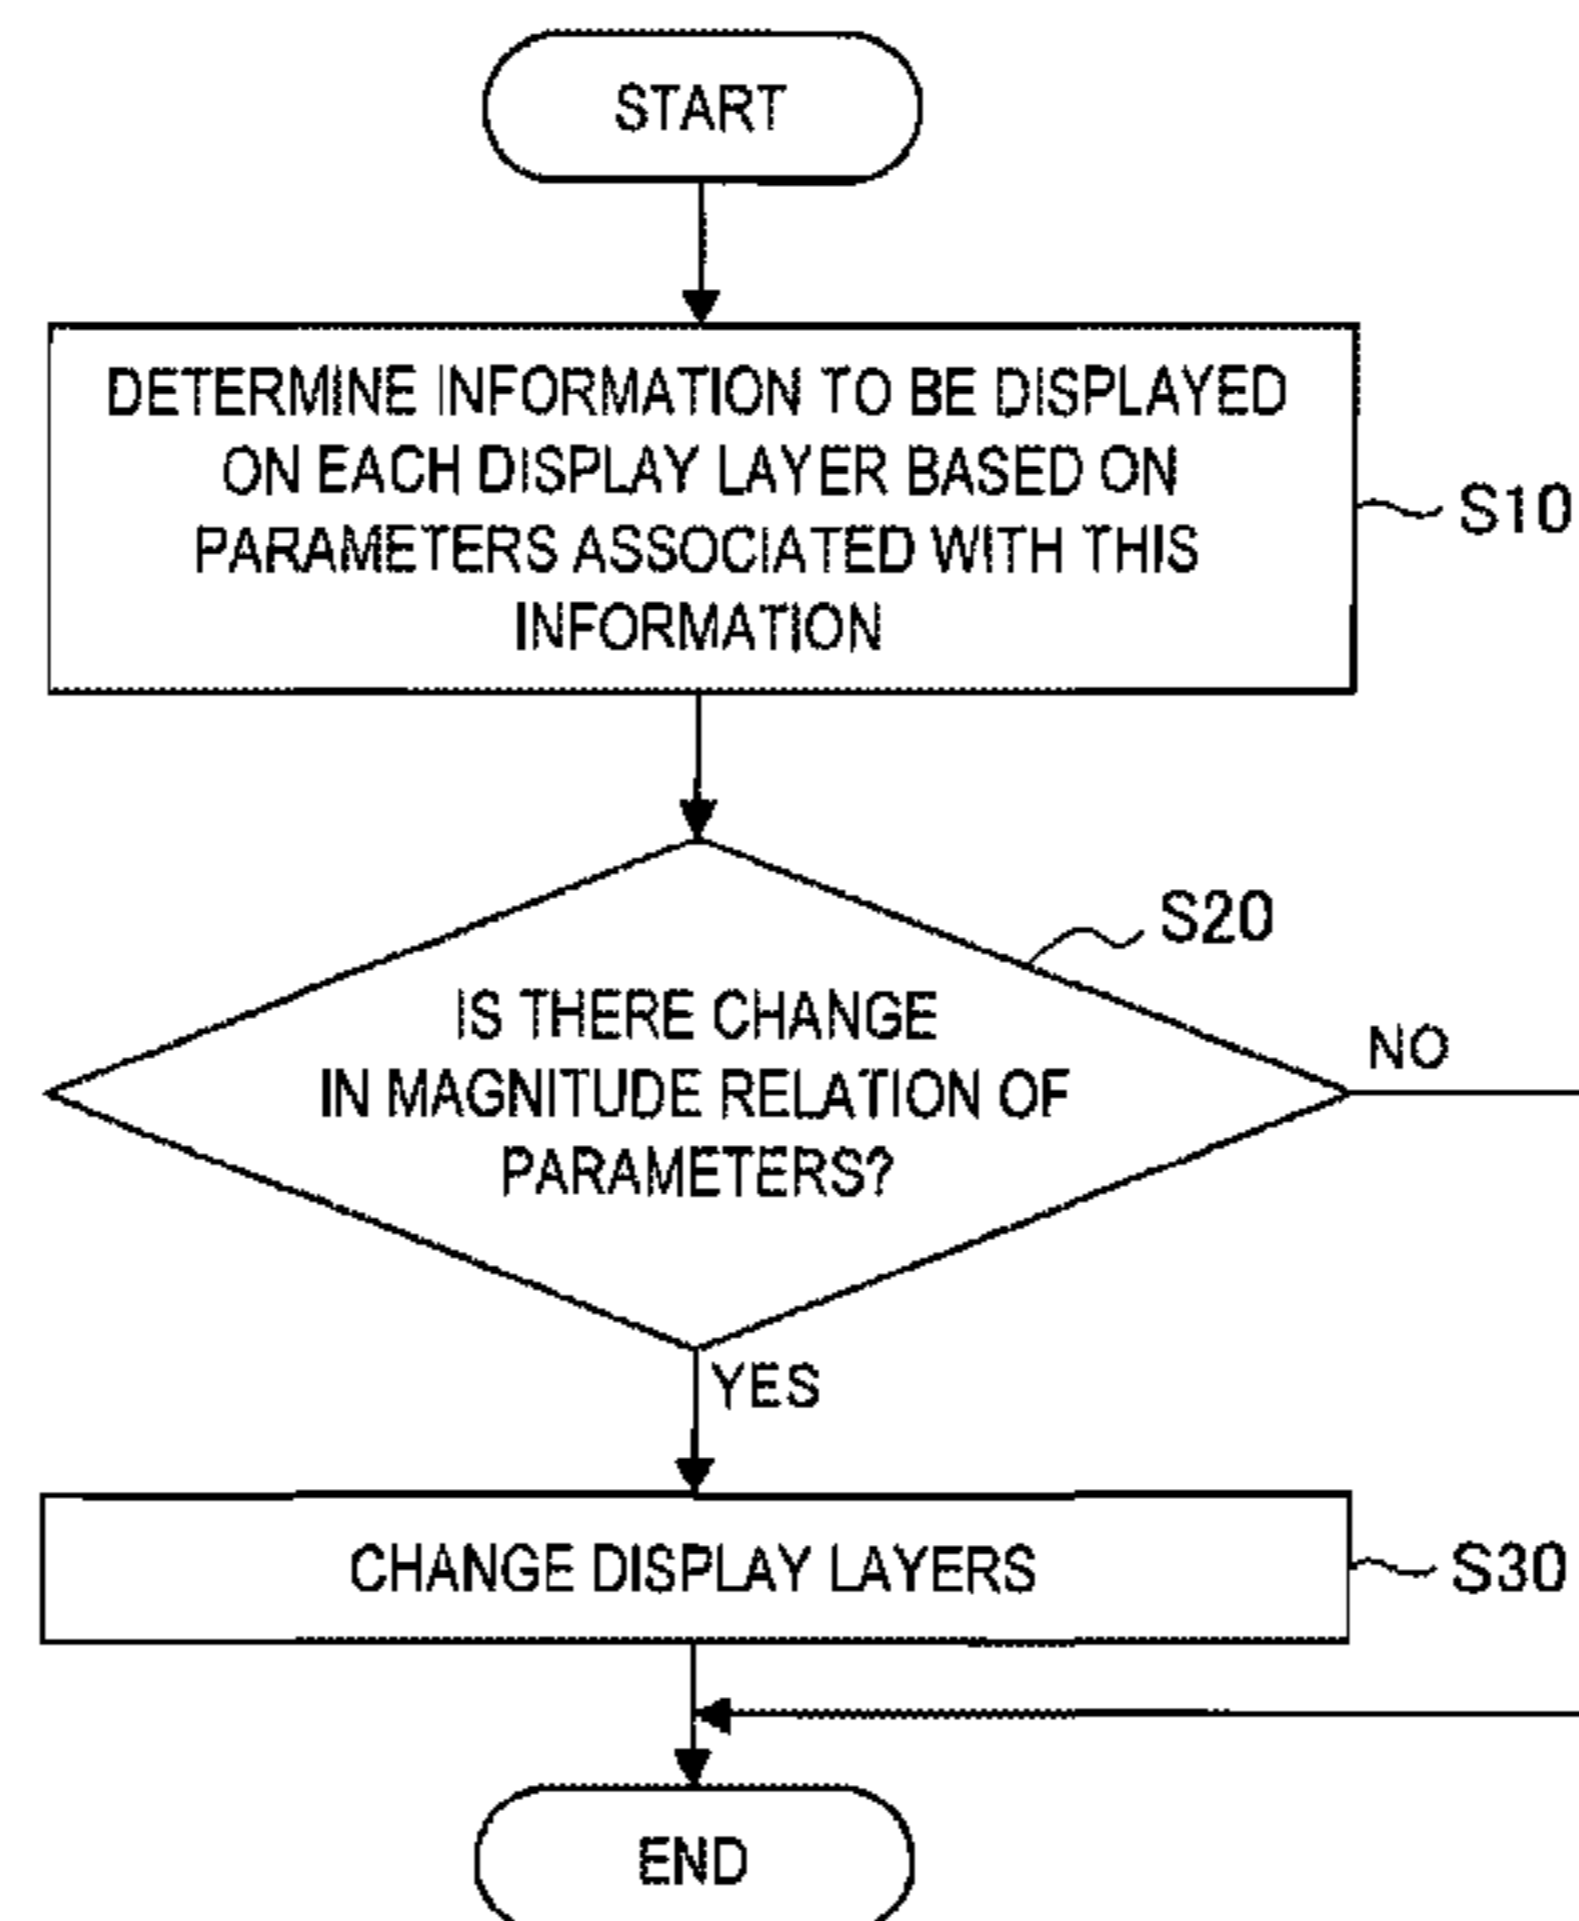 START
DETERMINE INFORMATION TO BE DISPLAYED
ON EACH DISPLAY LAYER BASED ON
PARAMETERS ASSOCIATED WITH THIS
INFORMATION
S10
S20
IS THERE CHANGE
IN MAGNITUDE RELATION OF
PARAMETERS?
NO
YES
CHANGE DISPLAY LAYERS
S30
END